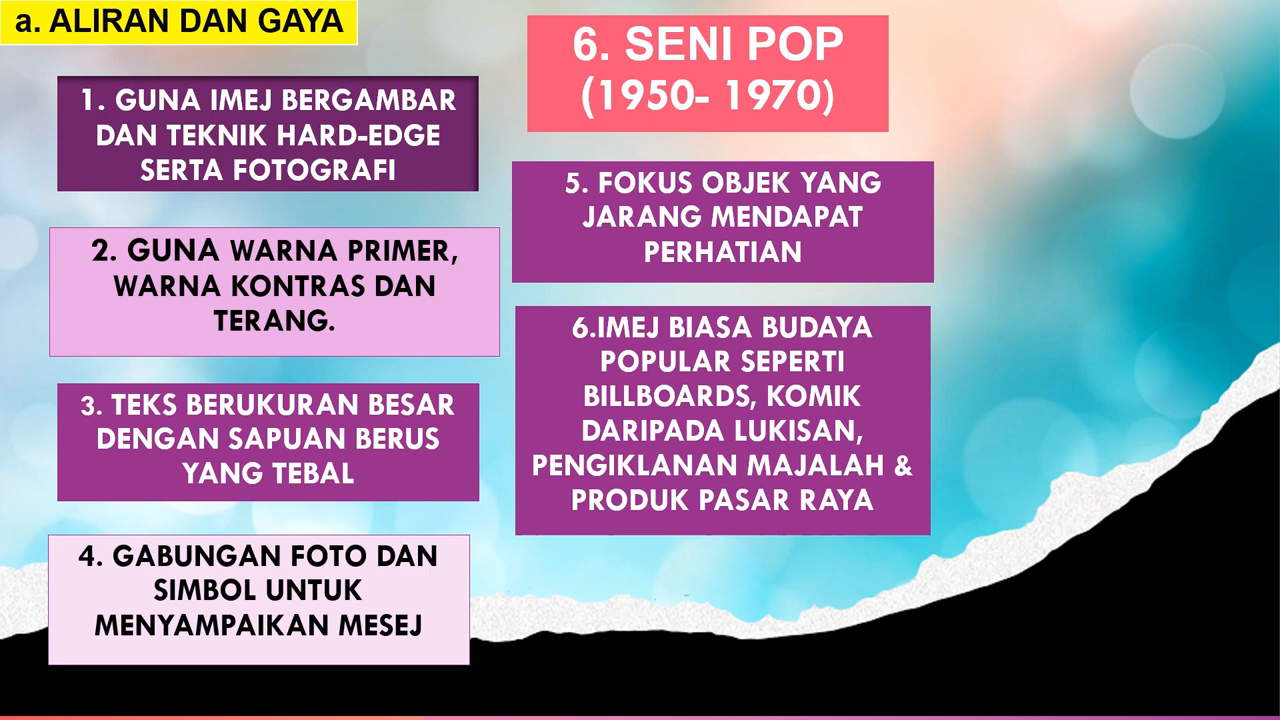 a. ALIRAN DAN GAYA
6. SENI POP
(1950- 1970)
1. GUNA IMEJ BERGAMBAR
DAN TEKNIK HARD-EDGE
SERTA FOTOGRAFI
2. GUNA WARNA PRIMER,
WARNA KONTRAS DAN
TERANG.
3. TEKS BERUKURAN BESAR
DENGAN SAPUAN BERUS
YANG TEBAL
4. GABUNGAN FOTO DAN
SIMBOL UNTUK
MENYAMPAIKAN MESEJ
5. FOKUS OBJEK YANG
JARANG MENDAPAT
PERHATIAN
6.IMEJ BIASA BUDAYA
POPULAR SEPERTI
BILLBOARDS, KOMIK
DARIPADA LUKISAN,
PENGIKLANAN MAJALAH &
PRODUK PASAR RAYA